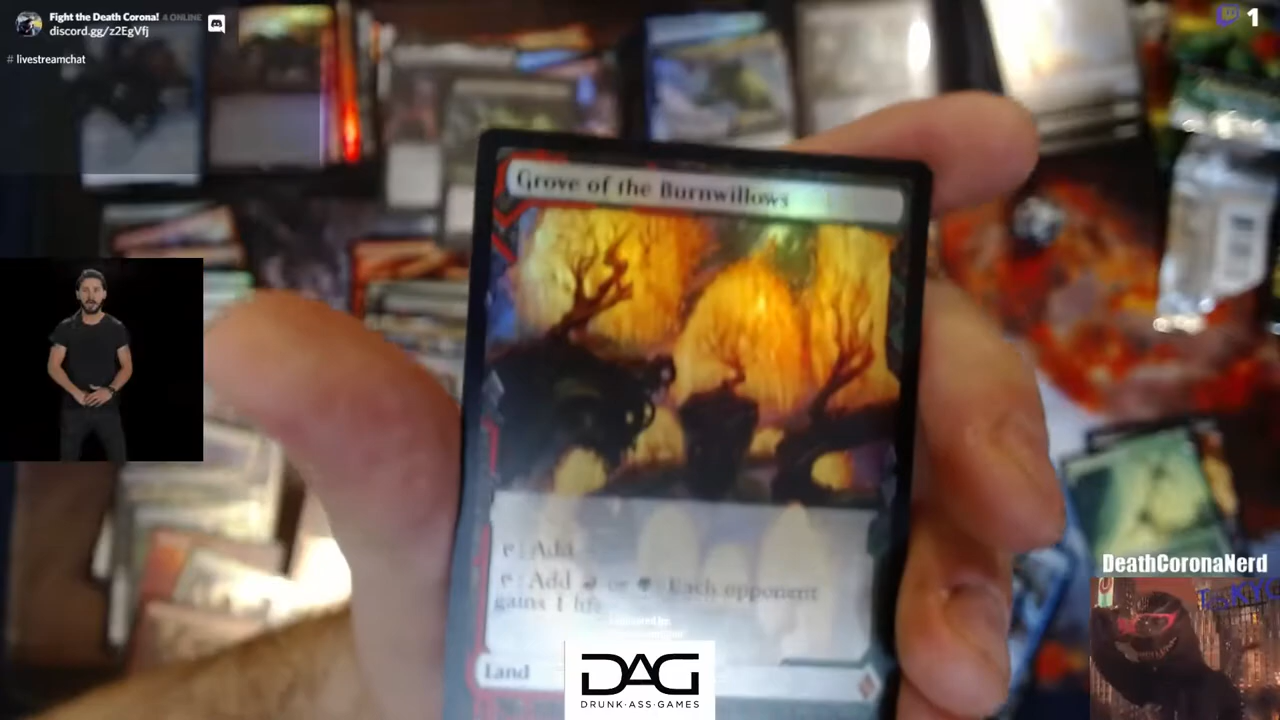 Fight the Death Corona! 4 ONLINE
discord.gg/z2EgVfj
# livestreamchat
1
Grove of the Burnwillows
T: Add
T: Add or . Each opponent
gains 1 life
Land
DeathCoronaNerd
DAG
DRUNK-ASS-GAMES